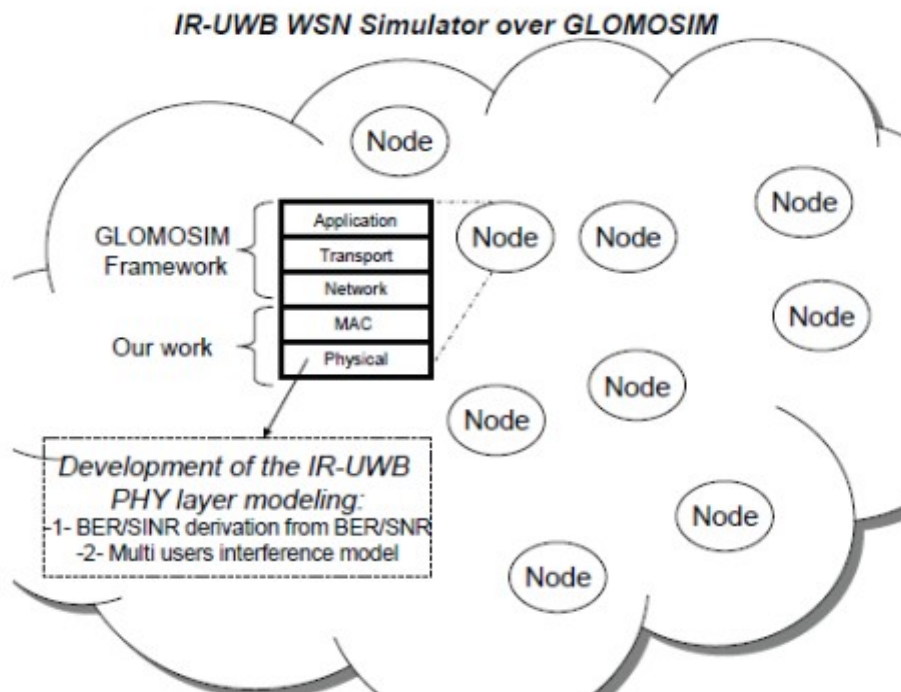 IR-UWB WSN Simulator over GLOMOSIM
Node
Node
Node
Node
Node
GLOMOSIM
Framework
Application
Transport
Network
MAC
Physical
Our work
Node
Node
Node
Node
Development of the IR-UWB
PHY layer modeling:
-1- BER/SINR derivation from BER/SNR
-2- Multi users interference model
Node